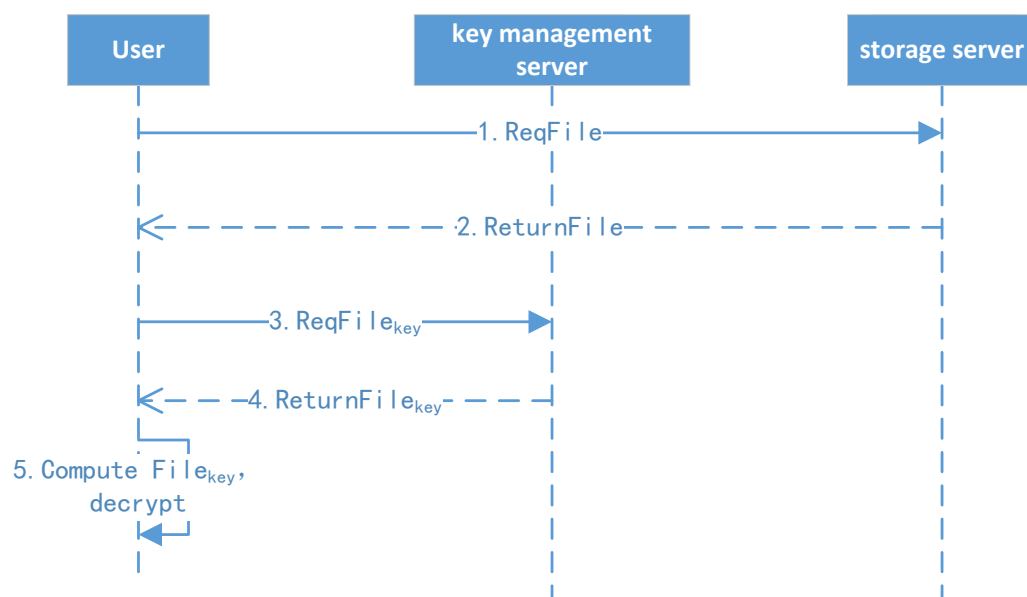 User
key management
server
storage server
1. ReqFile
2. ReturnFile
3. ReqFilekey
4. ReturnFilekey
5. Compute Filekey,
decrypt